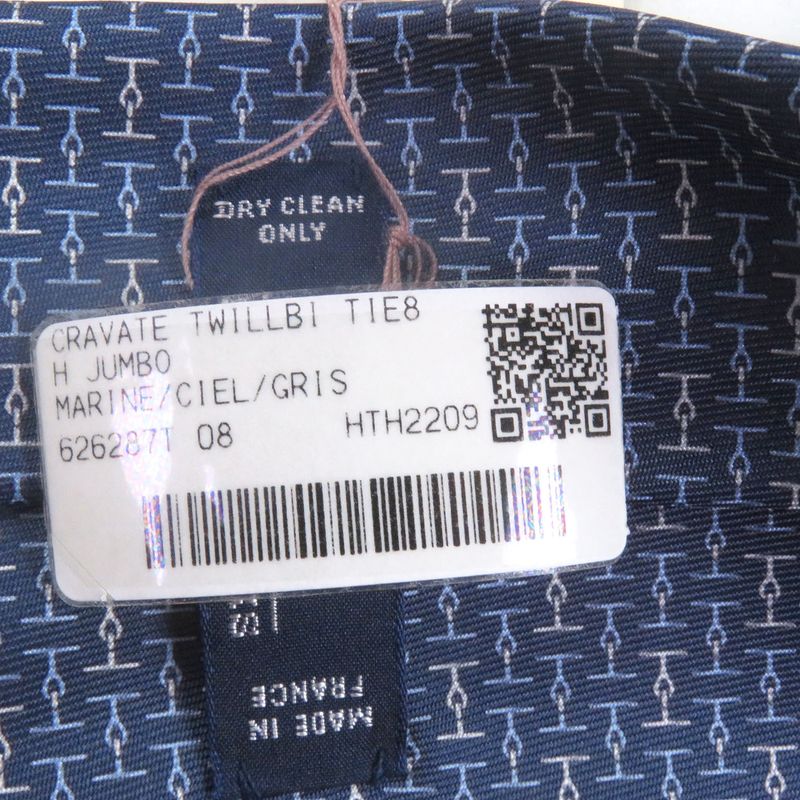 DRY CLEAN
ONLY
CRAVATE TWILLBI TIE8
H JUMBO
MARINE/CIEL/GRIS
626287T 08 HTH2209
MADE IN
FRANCE